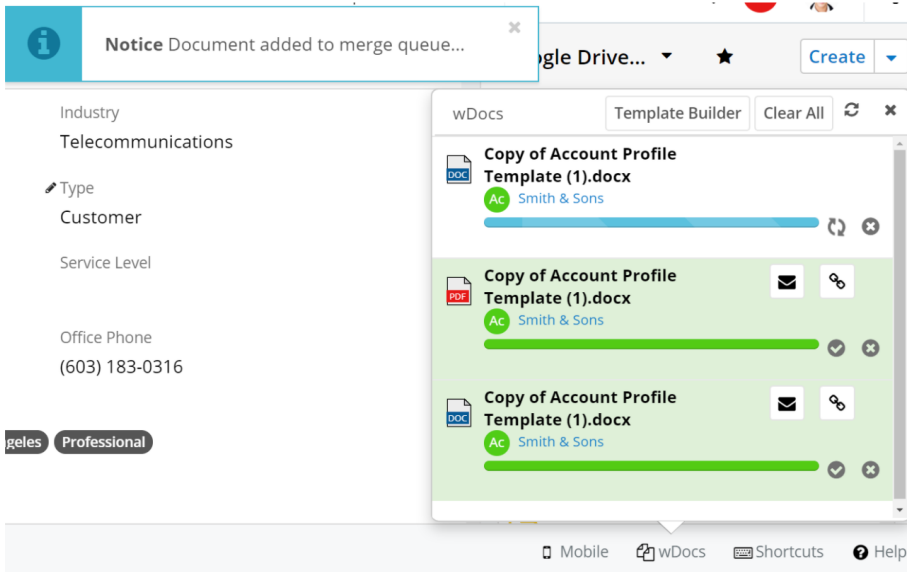 Notice Document added to merge queue...
Drive...
Create
Industry
Telecommunications
Type
Customer
Service Level
Office Phone
(603) 183-0316
Professional
wDocs
Template Builder
Clear All
DOC
Copy of Account Profile
Template (1).docx
Ac
Smith & Sons
PDF
Copy of Account Profile
Template (1).docx
Ac
Smith & Sons
DOC
Copy of Account Profile
Template (1).docx
Ac
Smith & Sons
Mobile
wDocs
Shortcuts
Help